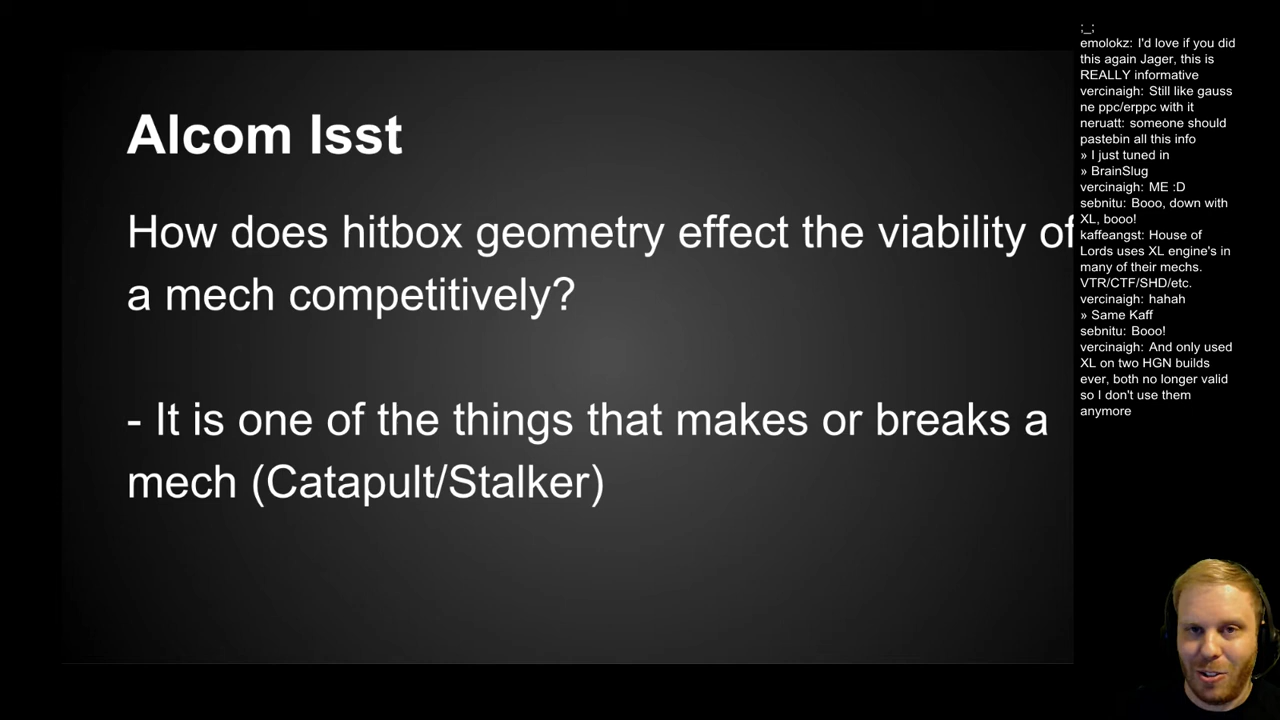 Alcom Isst
How does hitbox geometry effect the viability of
a mech competitively?
- It is one of the things that makes or breaks a
mech (Catapult/Stalker)
;_;
emolokz: I'd love if you did
this again Jager, this is
REALLY informative
vercinaigh: Still like gauss
ne ppc/erppc with it
neruatt: someone should
pastebin all this info
» I just tuned in
» BrainSlug
vercinaigh: ME :D
sebnitu: Booo, down with
XL, booo!
kaffeangst: House of
Lords uses XL engine's in
many of their mechs.
VTR/CTF/SHD/etc.
vercinaigh: hahah
» Same Kaff
sebnitu: Booo!
vercinaigh: And only used
XL on two HGN builds
ever, both no longer valid
so I don't use them
anymore